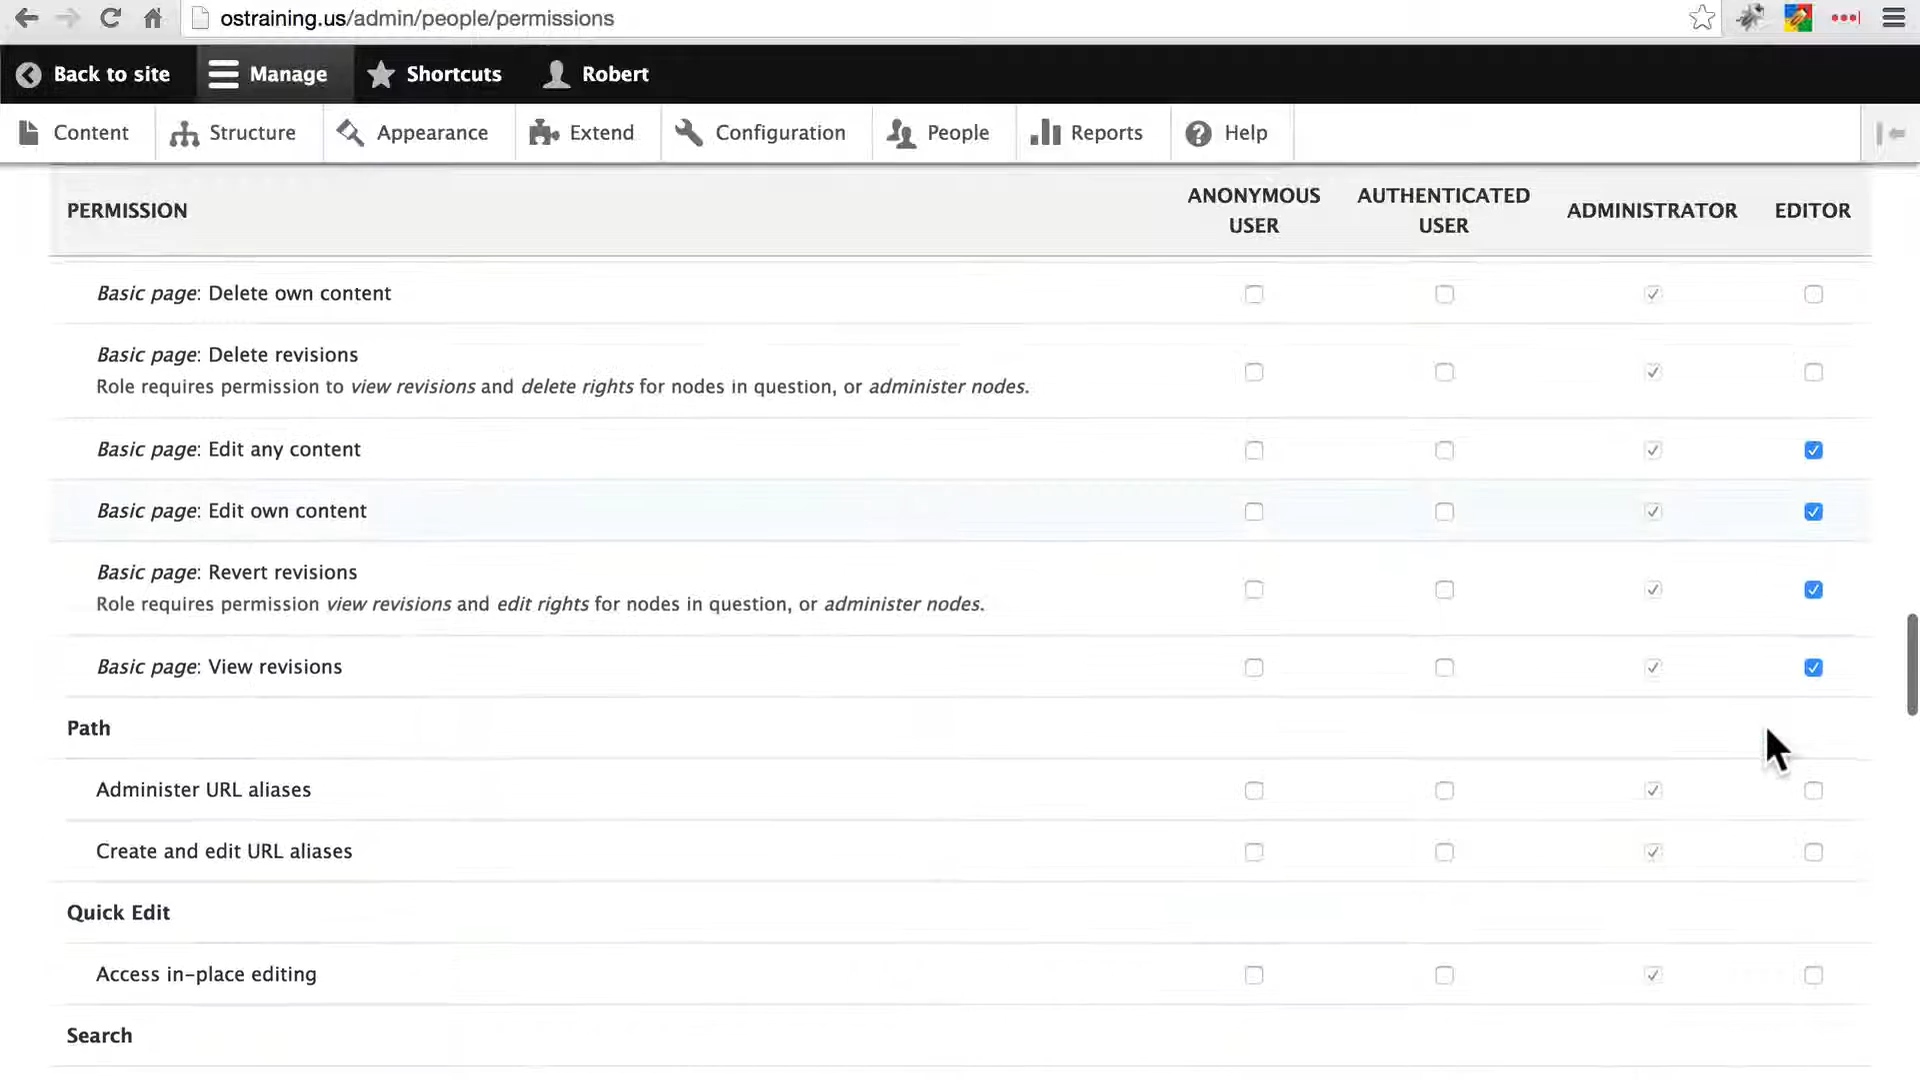 ostraining.us/admin/people/permissions
Back to site Manage Shortcuts Robert
Content Structure Appearance Extend Configuration People Reports Help
PERMISSION ANONYMOUS USER AUTHENTICATED USER ADMINISTRATOR EDITOR
Basic page: Delete own content
Basic page: Delete revisions
Role requires permission to view revisions and delete rights for nodes in question, or administer nodes.
Basic page: Edit any content
Basic page: Edit own content
Basic page: Revert revisions
Role requires permission view revisions and edit rights for nodes in question, or administer nodes.
Basic page: View revisions
Path
Administer URL aliases
Create and edit URL aliases
Quick Edit
Access in-place editing
Search